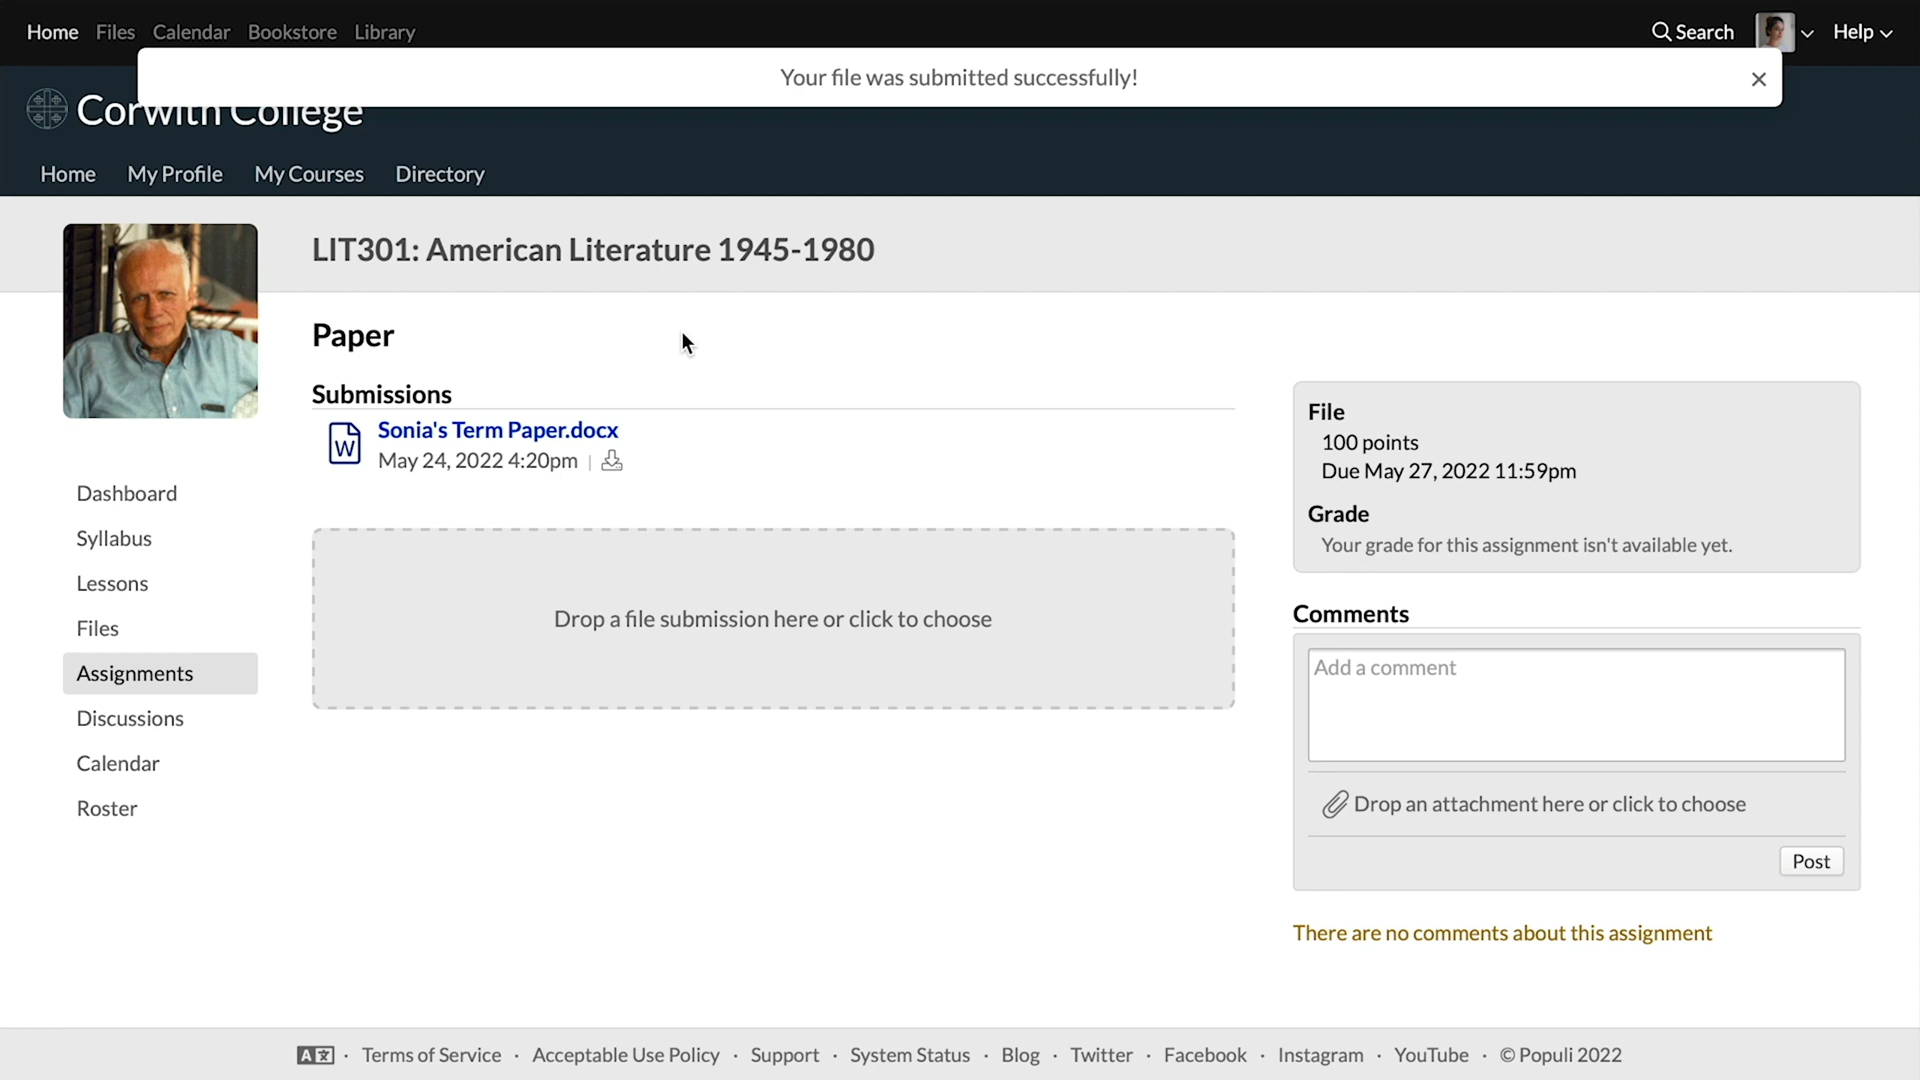 Home Files Calendar Bookstore Library
Search
Help
Your file was submitted successfully!
Corwith College
Home My Profile My Courses Directory
LIT301: American Literature 1945-1980
Paper
Submissions
W
Sonia's Term Paper.docx
May 24, 2022 4:20pm |
Drop a file submission here or click to choose
Dashboard
Syllabus
Lessons
Files
Assignments
Discussions
Calendar
Roster
File
100 points
Due May 27, 2022 11:59pm
Grade
Your grade for this assignment isn't available yet.
Comments
Add a comment
Drop an attachment here or click to choose
Post
There are no comments about this assignment
A文 · Terms of Service · Acceptable Use Policy · Support · System Status · Blog · Twitter · Facebook · Instagram · YouTube · © Populi 2022